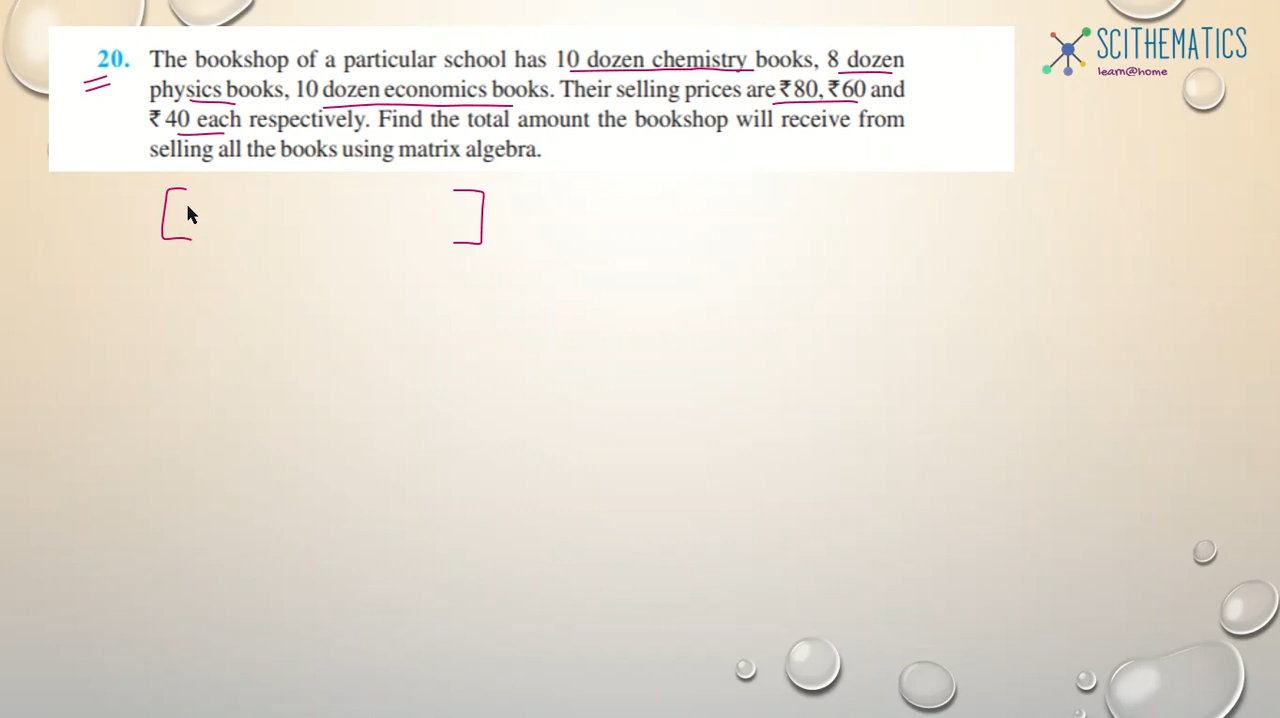 20. The bookshop of a particular school has 10 dozen chemistry books, 8 dozen
physics books, 10 dozen economics books. Their selling prices are ₹ 80, ₹ 60 and
₹ 40 each respectively. Find the total amount the bookshop will receive from
selling all the books using matrix algebra.
SCITHEMATICS
learn@home